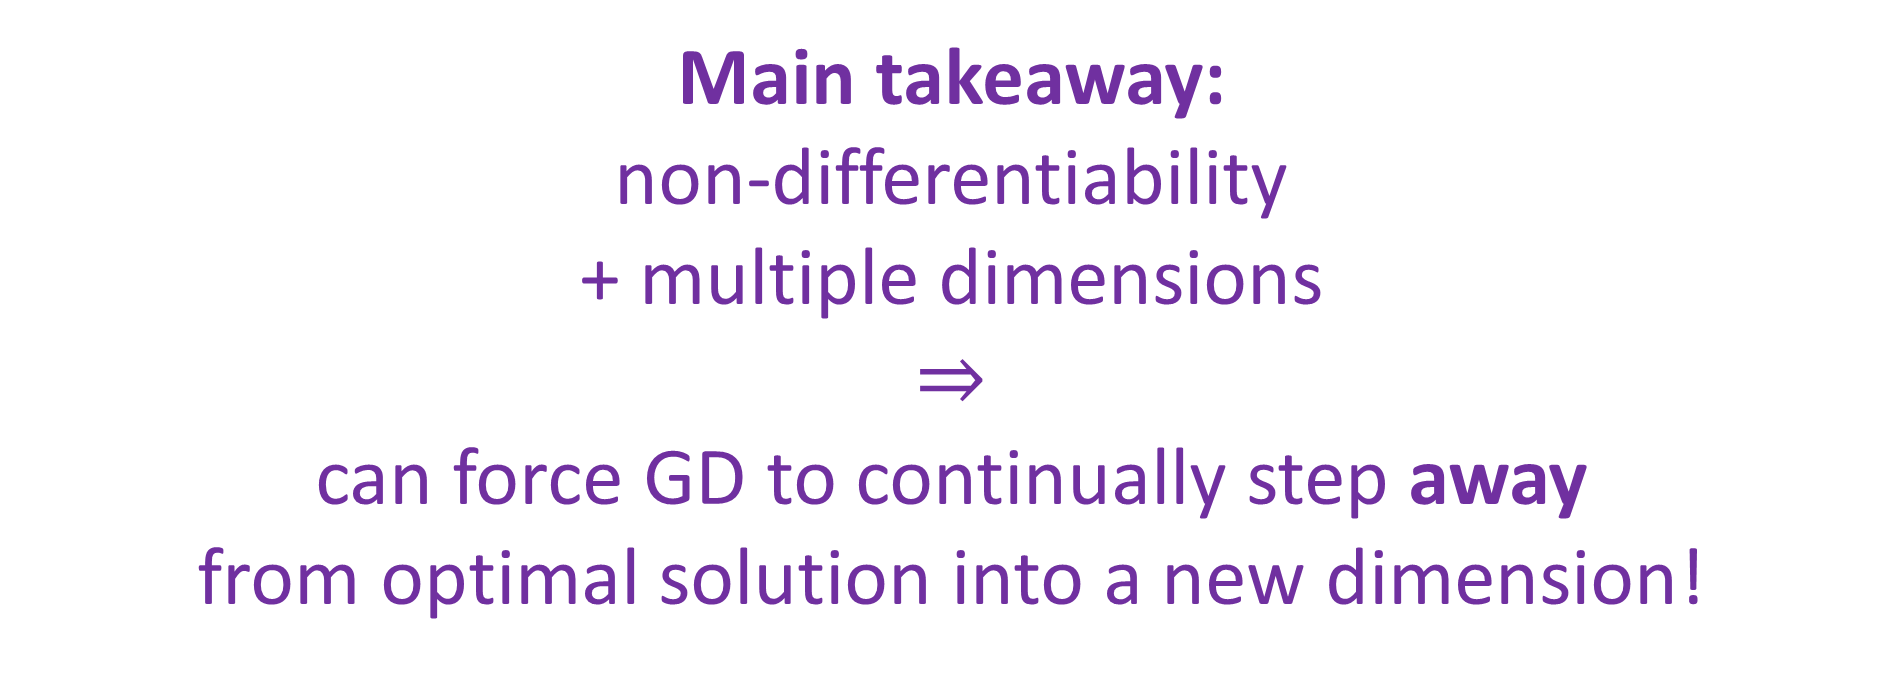 Main takeaway:
non-differentiability
+ multiple dimensions
⇒
can force GD to continually step away
from optimal solution into a new dimension!